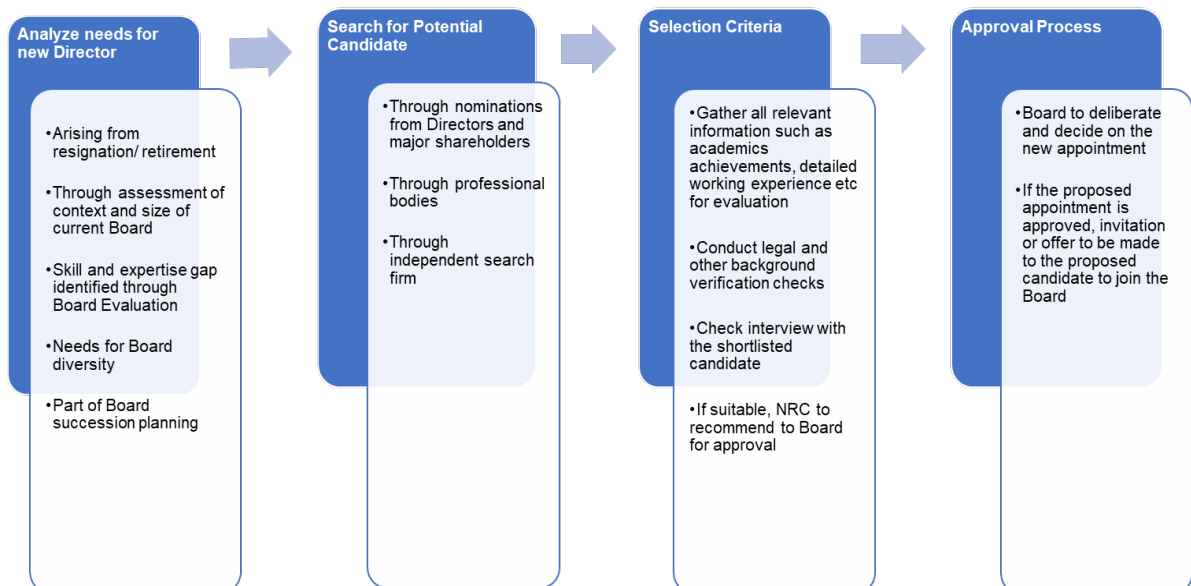 Analyze needs for
new Director
•Arising from
resignation/ retirement
•Through assessment of
context and size of
current Board
•Skill and expertise gap
identified through
Board Evaluation
•Needs for Board
diversity
•Part of Board
succession planning
Search for Potential
Candidate
•Through nominations
from Directors and
major shareholders
•Through professional
bodies
•Through
independent search
firm
Selection Criteria
•Gather all relevant
information such as
academics
achievements, detailed
working experience etc
for evaluation
•Conduct legal and
other background
verification checks
•Check interview with
the shortlisted
candidate
•If suitable, NRC to
recommend to Board
for approval
Approval Process
•Board to deliberate
and decide on the
new appointment
•If the proposed
appointment is
approved, invitation
or offer to be made
to the proposed
candidate to join the
Board